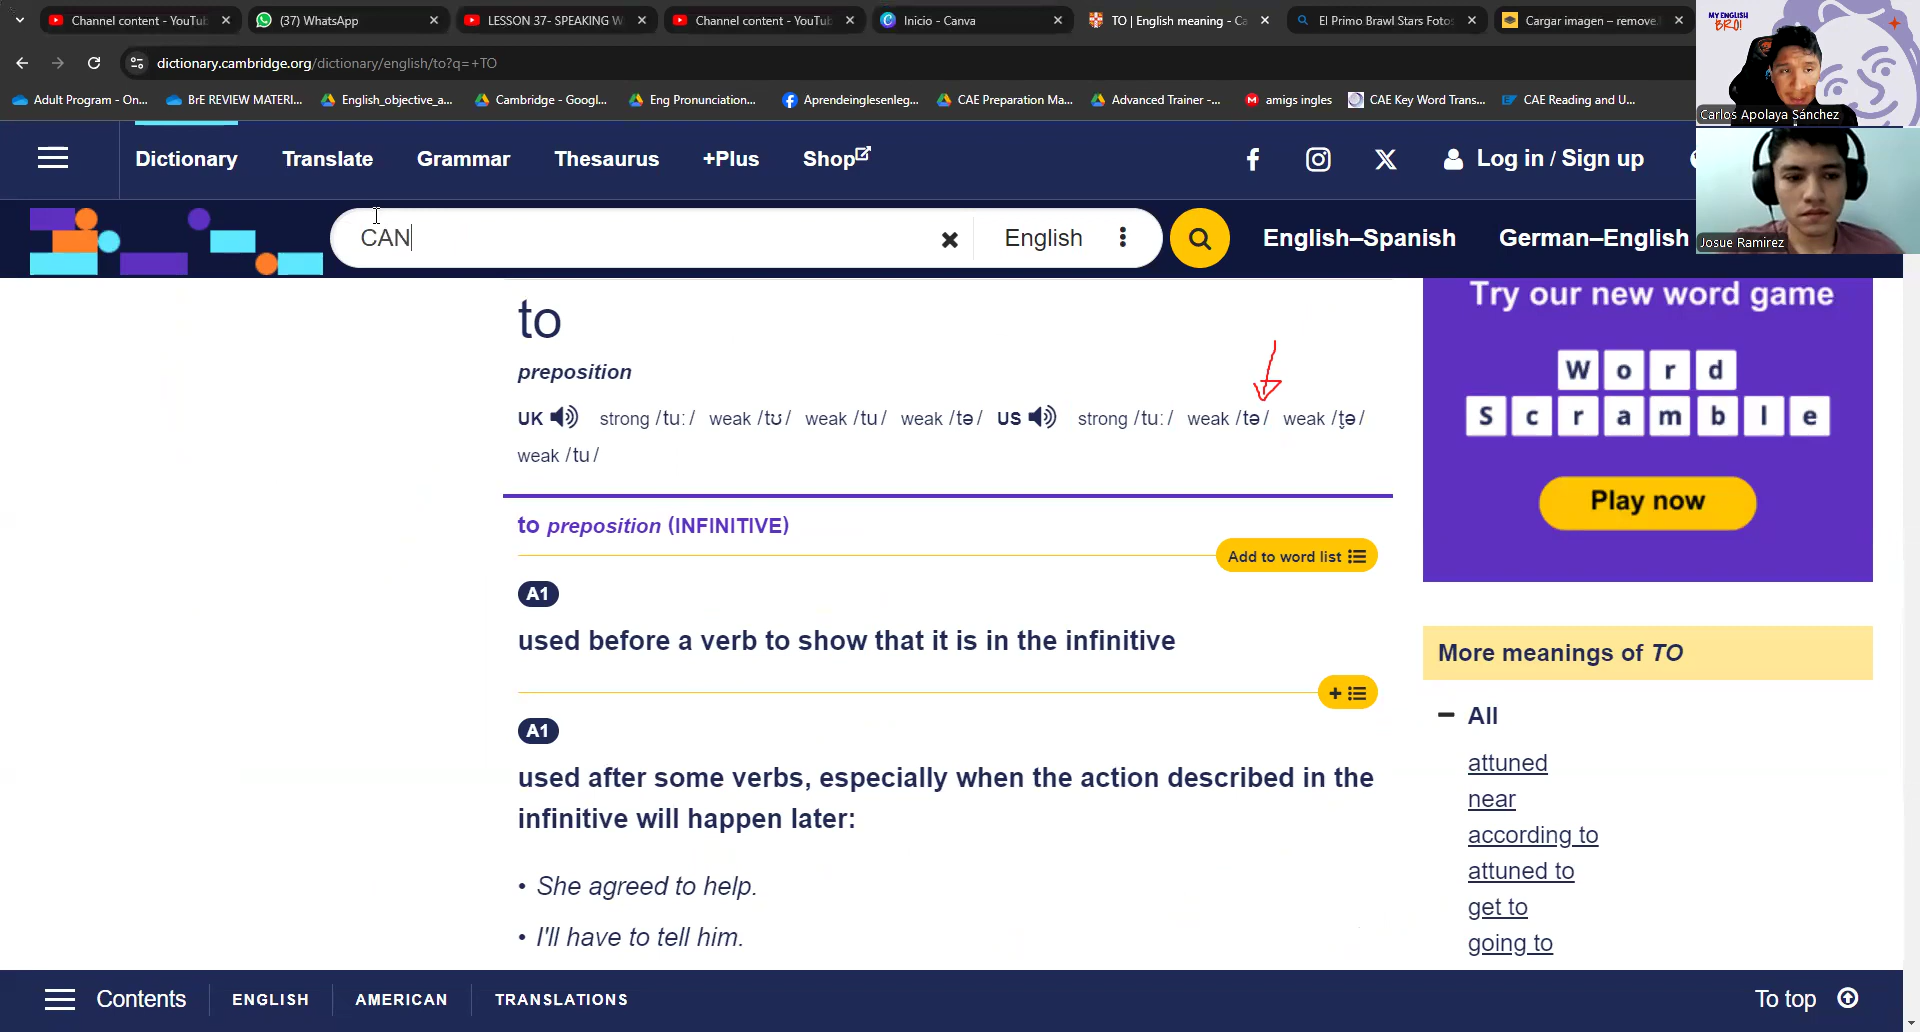 Channel content - YouTu
(37) WhatsApp
LESSON 37- SPEAKING W
Channel content - YouTu
Inicio - Canva
TO | English meaning - Ca
El Primo Brawl Stars Foto
Cargar imagen – remove.
dictionary.cambridge.org/dictionary/english/to?q=+TO
Adult Program - On...
BrE REVIEW MATERI...
English_objective_a...
Cambridge - Googl...
Eng Pronunciation...
Aprendeinglesenleg...
CAE Preparation Ma...
Advanced Trainer -...
amigs ingles
CAE Key Word Trans...
CAE Reading and U...
MY ENGLISH
BRO!
Carlos Apolaya Sánchez
Josue Ramirez
Dictionary
Translate
Grammar
Thesaurus
+Plus
Shop
Log in / Sign up
CAN
English
English–Spanish
German–English
to
preposition
UK strong /tuː/ weak /tʊ/ weak /tu/ weak /tə/ US strong /tuː/ weak /tə/ weak /t̬ə/
weak /tu/
to preposition (INFINITIVE)
Add to word list
A1
used before a verb to show that it is in the infinitive
A1
used after some verbs, especially when the action described in the
infinitive will happen later:
• She agreed to help.
• I'll have to tell him.
Try our new word game
Word
Scramble
Play now
More meanings of TO
All
attuned
near
according to
attuned to
get to
going to
Contents
ENGLISH
AMERICAN
TRANSLATIONS
To top